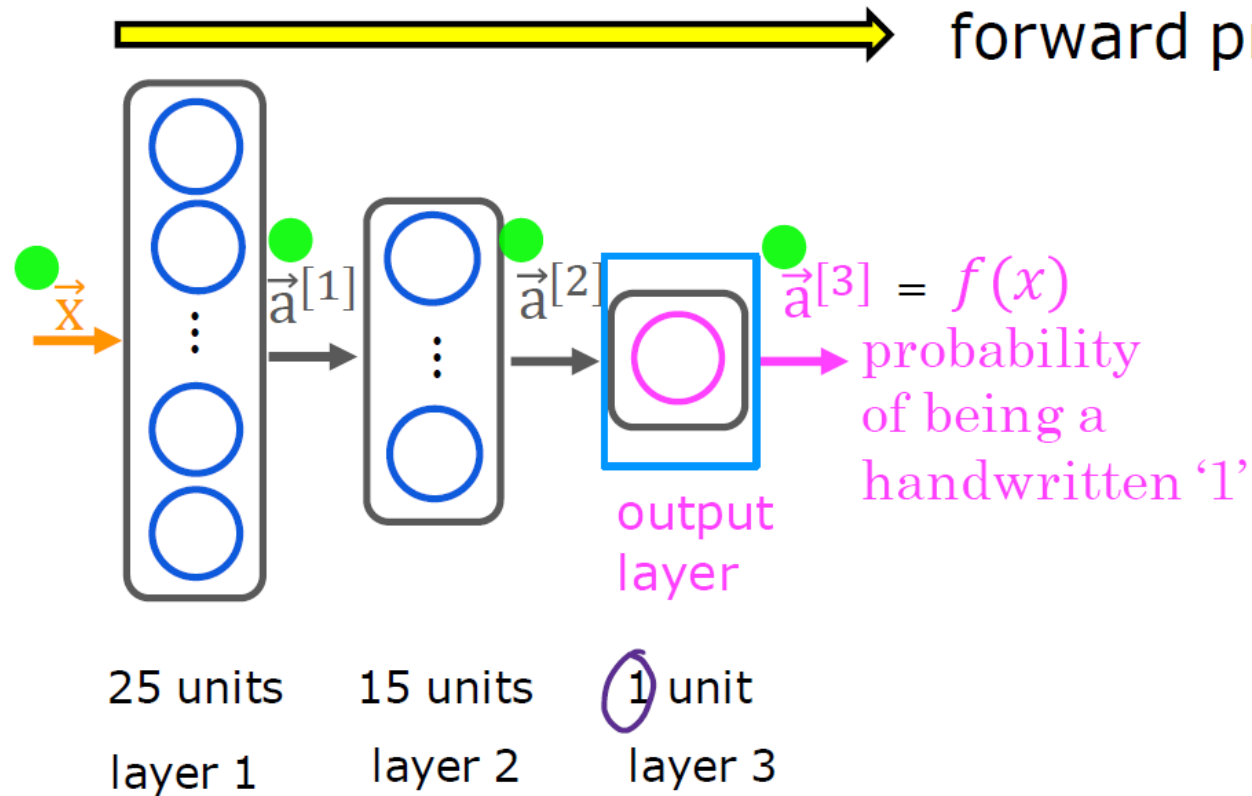 forward pr
x⃗
a⃗[1]
a⃗[2]
a⃗[3] = f(x)
probability
of being a
handwritten ‘1’
output
layer
25 units
15 units
1 unit
layer 1
layer 2
layer 3